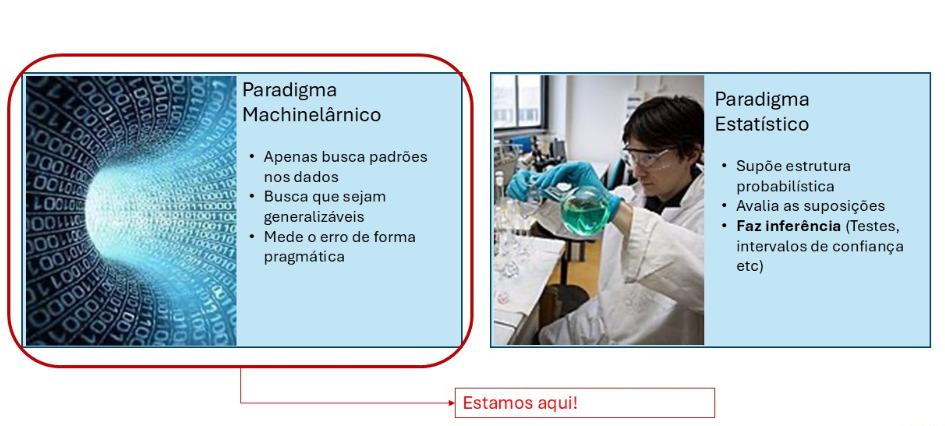 Paradigma
Machinelârnico
• Apenas busca padrões
nos dados
• Busca que sejam
generalizáveis
• Mede o erro de forma
pragmática
Paradigma
Estatístico
• Supõe estrutura
probabilística
• Avalia as suposições
• Faz inferência (Testes,
intervalos de confiança
etc)
Estamos aqui!